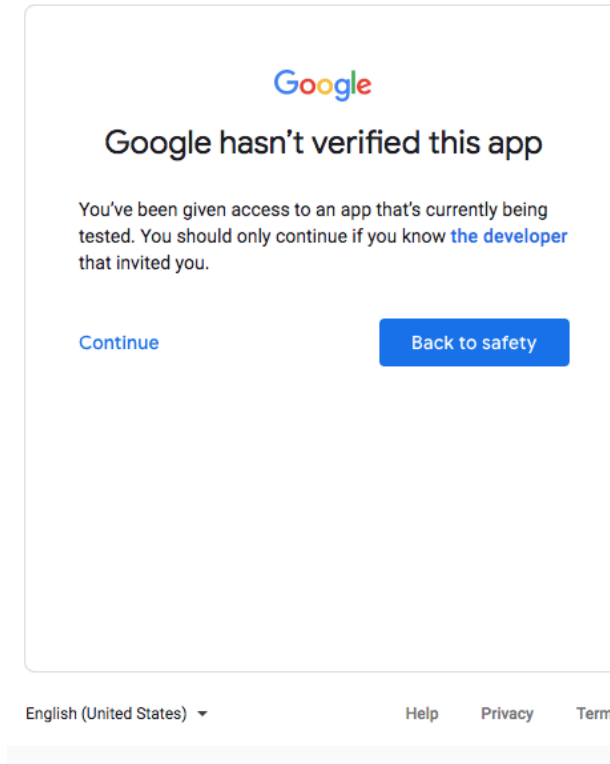 Google
Google hasn't verified this app
You've been given access to an app that's currently being
tested. You should only continue if you know the developer
that invited you.
Continue Back to safety
English (United States) Help Privacy Term